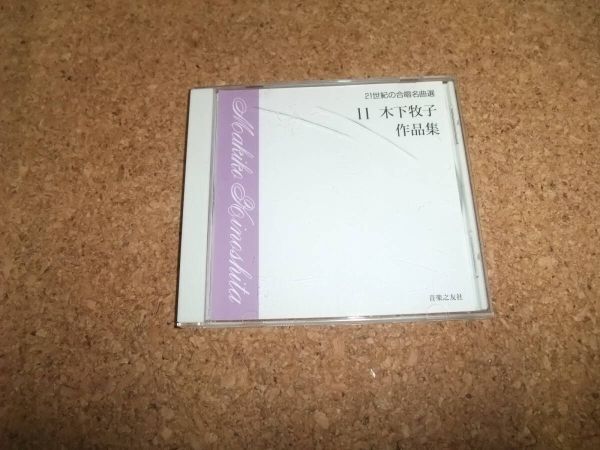 21世紀の合唱名曲選
11 木下牧子
作品集
Makiko Kinoshita
音楽之友社